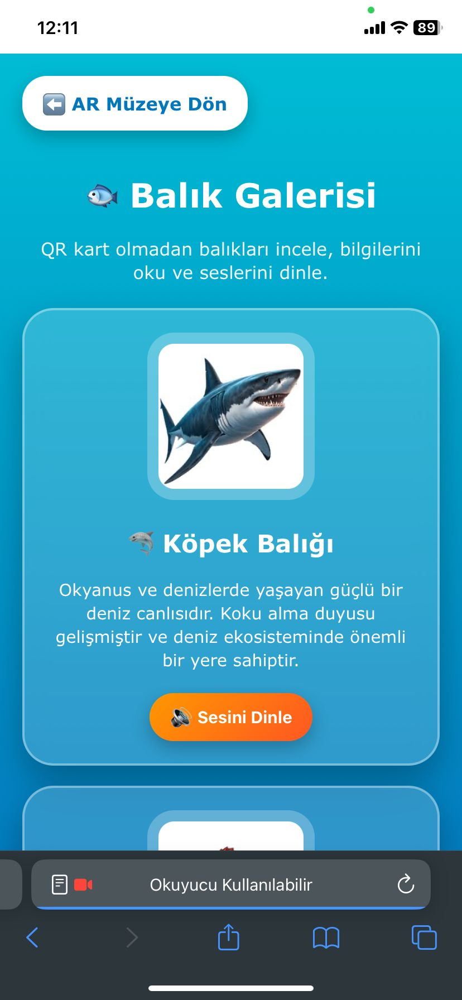 12:11
89
AR Müzeye Dön
Balık Galerisi
QR kart olmadan balıkları incele, bilgilerini
oku ve seslerini dinle.
Köpek Balığı
Okyanus ve denizlerde yaşayan güçlü bir
deniz canlısıdır. Koku alma duyusu
gelişmiştir ve deniz ekosisteminde önemli
bir yere sahiptir.
Sesini Dinle
Okuyucu Kullanılabilir